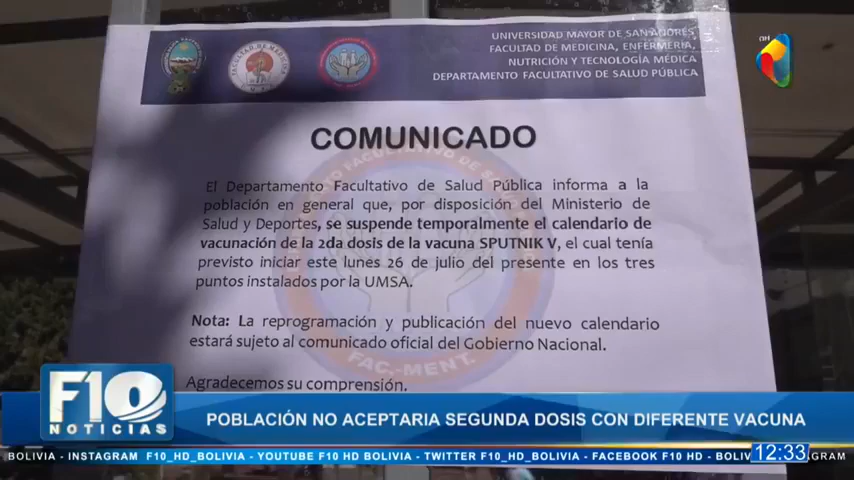 UNIVERSIDAD MAYOR DE SAN ANDRÉS
FACULTAD DE MEDICINA, ENFERMERÍA,
NUTRICIÓN Y TECNOLOGÍA MÉDICA
DEPARTAMENTO FACULTATIVO DE SALUD PÚBLICA
COMUNICADO
El Departamento Facultativo de Salud Pública informa a la
población en general que, por disposición del Ministerio de
Salud y Deportes, se suspende temporalmente el calendario de
vacunación de la 2da dosis de la vacuna SPUTNIK V, el cual tenía
previsto iniciar este lunes 26 de julio del presente en los tres
puntos instalados por la UMSA.
Nota: La reprogramación y publicación del nuevo calendario
estará sujeto al comunicado oficial del Gobierno Nacional.
FAC.-MENT.
Agradecemos su comprensión.
F10
NOTICIAS
POBLACIÓN NO ACEPTARIA SEGUNDA DOSIS CON DIFERENTE VACUNA
BOLIVIA - INSTAGRAM F10_HD_BOLIVIA - YOUTUBE F10 HD BOLIVIA - TWITTER F10_HD_BOLIVIA - FACEBOOK F10 HD - BOLIV
12:33
GRAM